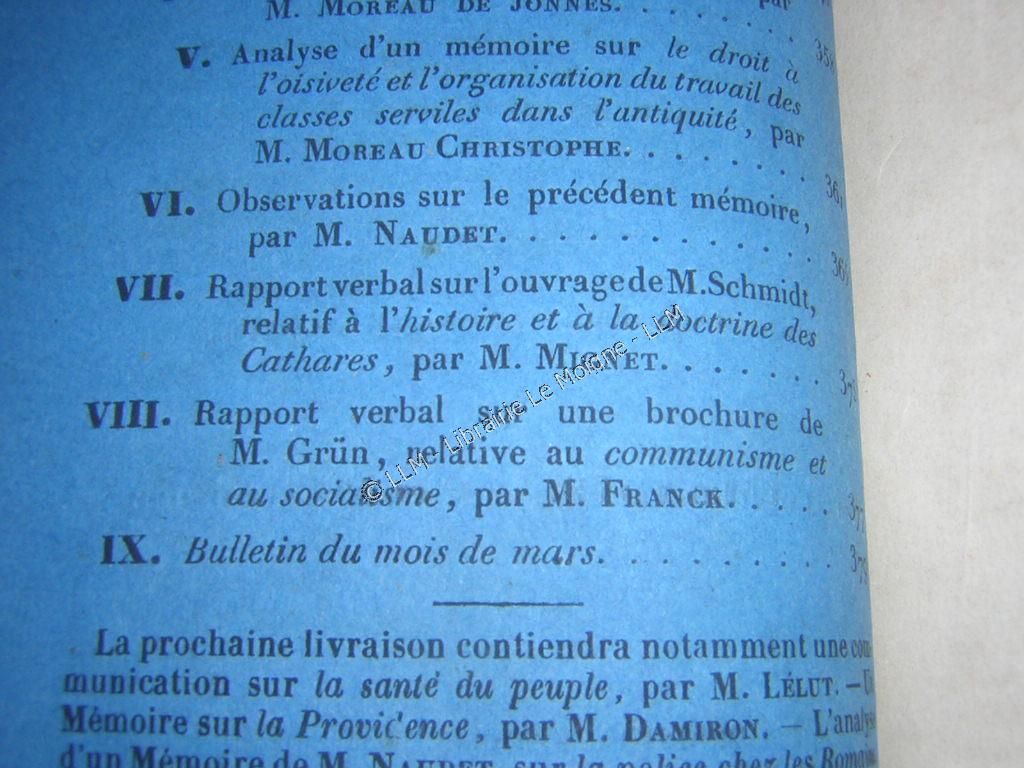 M. MOREAU DE JONNÈS. . . . . . .
V. Analyse d'un mémoire sur le droit à
l'oisiveté et l'organisation du travail des
classes serviles dans l'antiquité, par
M. MOREAU CHRISTOPHE. . . . . . .
VI. Observations sur le précédent mémoire,
par M. NAUDET. . . . . . . . . . . . .
VII. Rapport verbal sur l'ouvrage de M. Schmidt,
relatif à l'histoire et à la doctrine des
Cathares, par M. MIGNET. . . . . . . .
VIII. Rapport verbal sur une brochure de
M. Grün, relative au communisme et
au socialisme, par M. FRANCK. . . . . . 377
IX. Bulletin du mois de mars. . . . . . . . . .
La prochaine livraison contiendra notamment une com-
munication sur la santé du peuple, par M. LÉLUT. — Un
Mémoire sur la Providence, par M. DAMIRON. — L'analyse
d'un Mémoire de M. NAUDET, sur la police chez les Romains
© LLM - Librairie Le Moigne - LLM